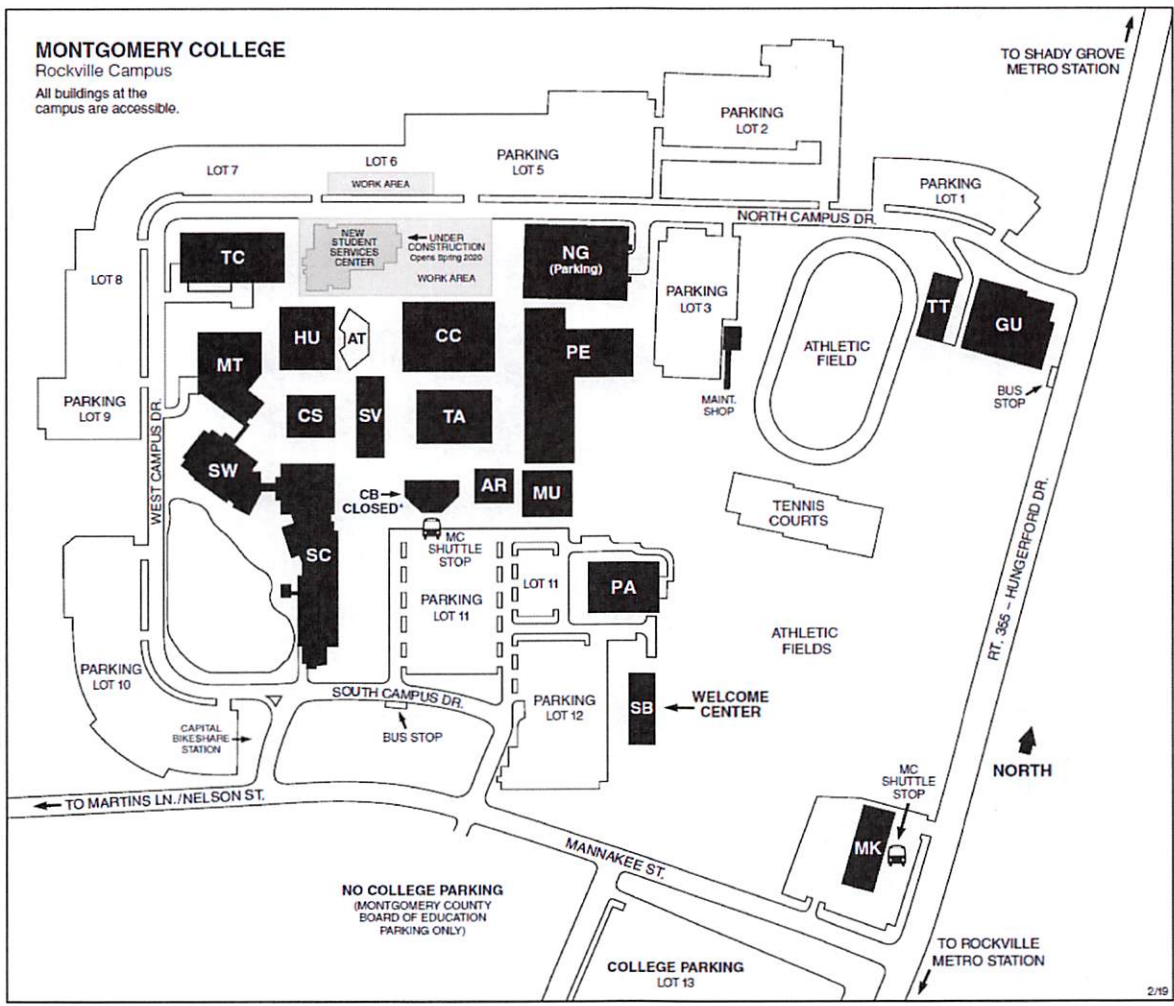 MONTGOMERY COLLEGE
Rockville Campus
All buildings at the
campus are accessible.
TO SHADY GROVE
METRO STATION
PARKING
LOT 2
PARKING
LOT 5
LOT 6
WORK AREA
LOT 7
PARKING
LOT 1
NORTH CAMPUS DR.
TC
NEW
STUDENT
SERVICES
CENTER
UNDER
CONSTRUCTION
Opens Spring 2020
WORK AREA
NG
(Parking)
LOT 8
PARKING
LOT 3
TT
GU
HU
AT
CC
PE
MT
ATHLETIC
FIELD
MAINT.
SHOP
BUS
STOP
PARKING
LOT 9
WEST CAMPUS DR.
CS
SV
TA
SW
CB
CLOSED*
AR
MU
TENNIS
COURTS
RT. 355 – HUNGERFORD DR.
MC
SHUTTLE
STOP
SC
PARKING
LOT 11
LOT 11
PA
ATHLETIC
FIELDS
PARKING
LOT 10
SOUTH CAMPUS DR.
PARKING
LOT 12
SB
WELCOME
CENTER
CAPITAL
BIKESHARE
STATION
BUS STOP
NORTH
MC
SHUTTLE
STOP
TO MARTINS LN./NELSON ST.
MANNAKEE ST.
MK
NO COLLEGE PARKING
(MONTGOMERY COUNTY
BOARD OF EDUCATION
PARKING ONLY)
COLLEGE PARKING
LOT 13
TO ROCKVILLE
METRO STATION
2/19